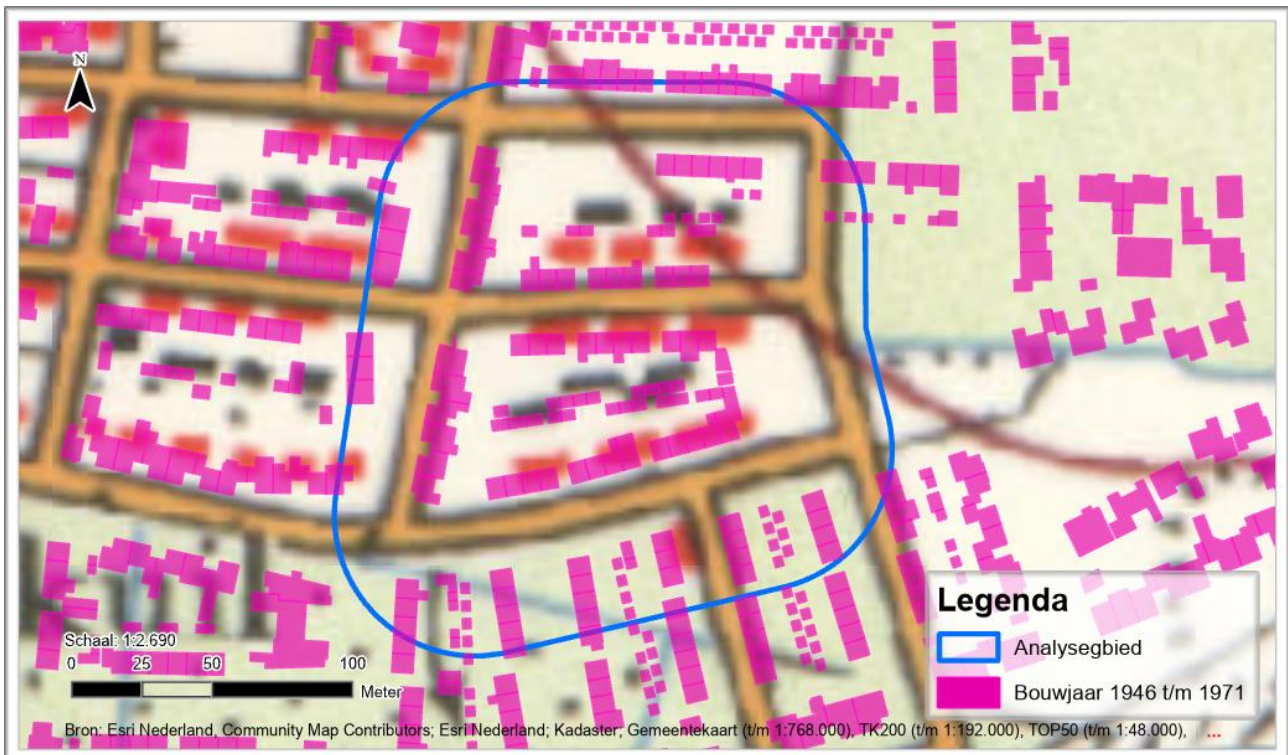 N
Legenda
Analysegbied
Bouwjaar 1946 t/m 1971
Schaal: 1:2.690
0 25 50 100
Meter
Bron: Esri Nederland, Community Map Contributors; Esri Nederland; Kadaster; Gemeentekaart (t/m 1:768.000), TK200 (t/m 1:192.000), TOP50 (t/m 1:48.000), ...